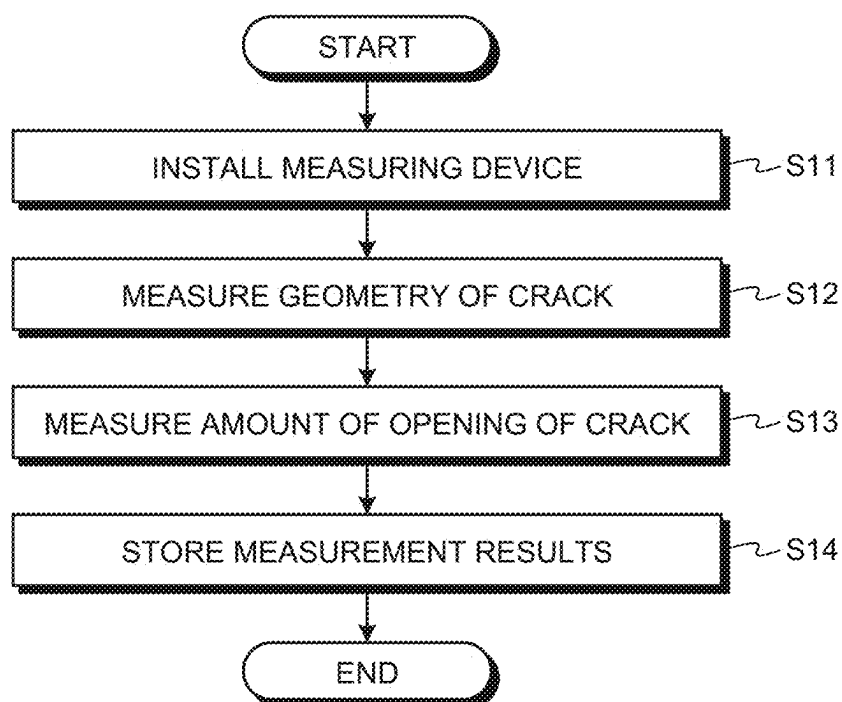 START
INSTALL MEASURING DEVICE S11
MEASURE GEOMETRY OF CRACK S12
MEASURE AMOUNT OF OPENING OF CRACK S13
STORE MEASUREMENT RESULTS S14
END